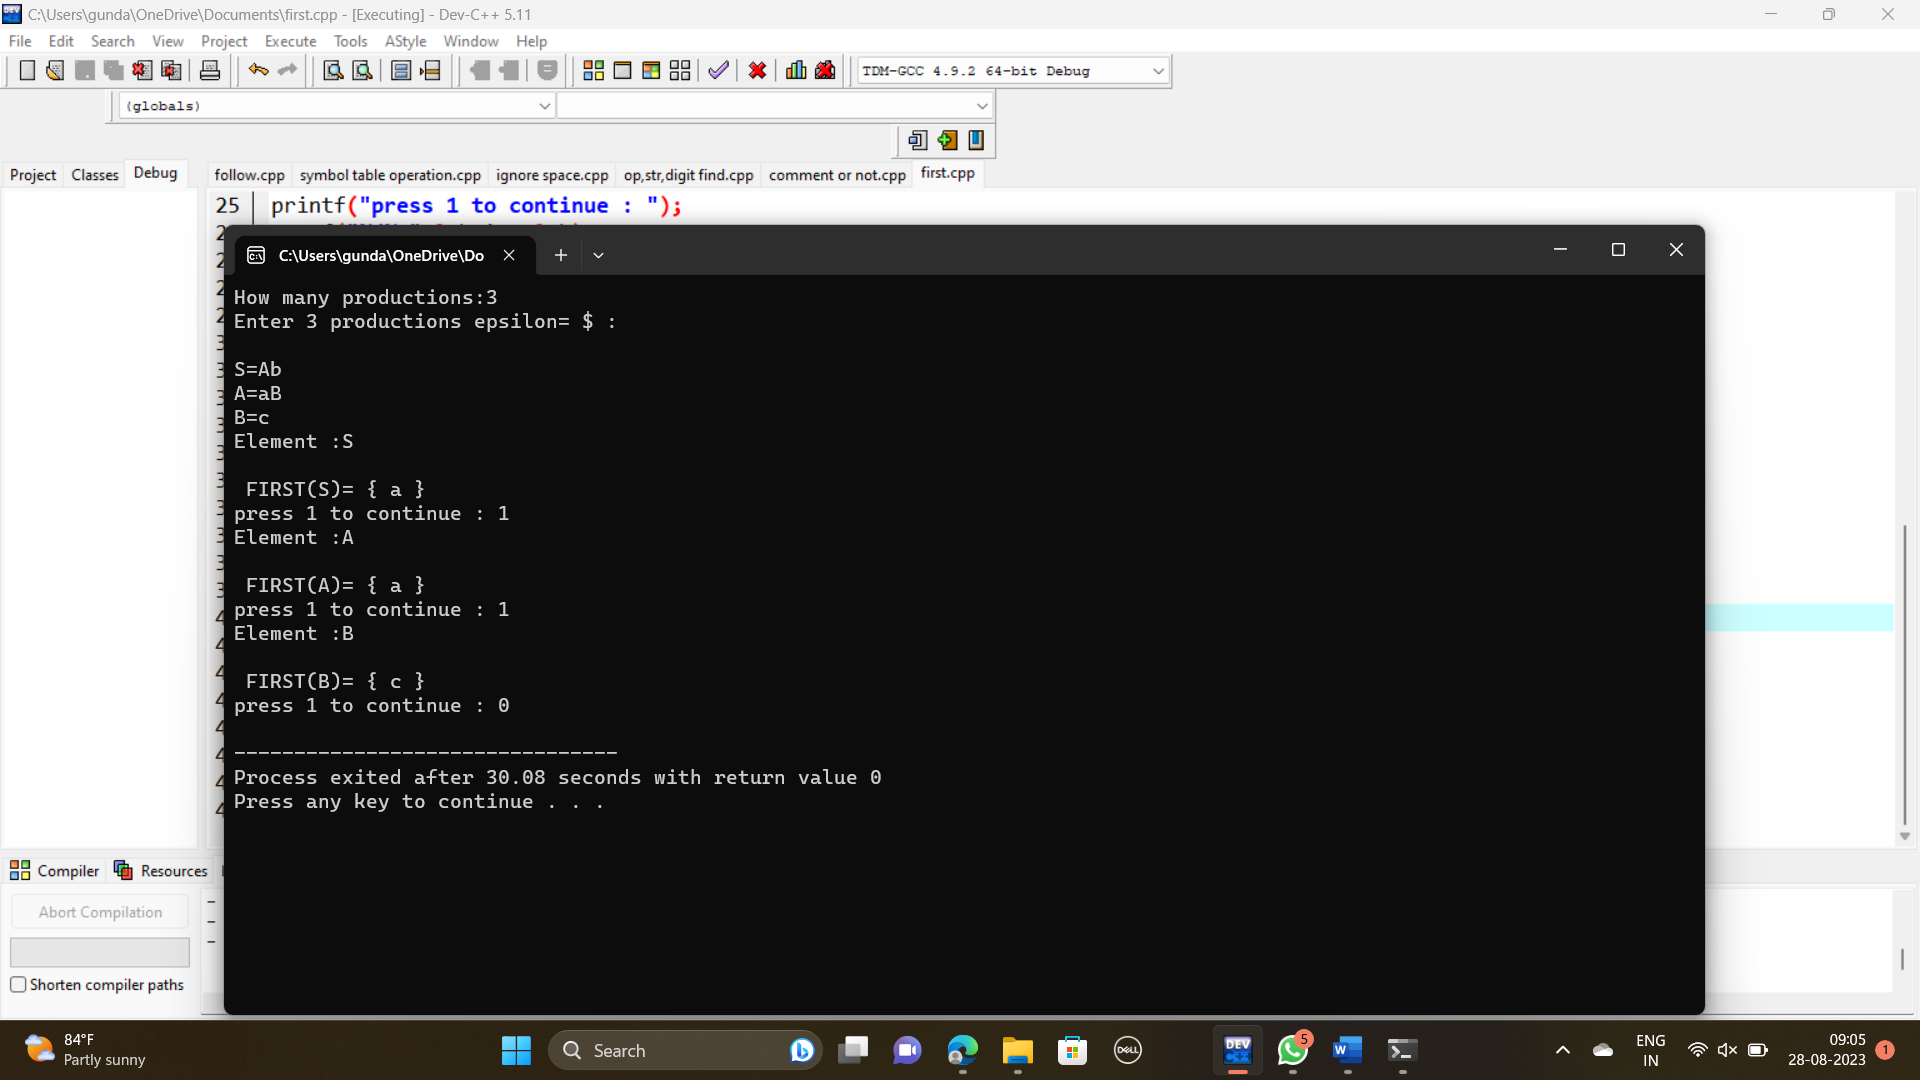 C:\Users\gunda\OneDrive\Documents\first.cpp - [Executing] - Dev-C++ 5.11
File Edit Search View Project Execute Tools AStyle Window Help
TDM-GCC 4.9.2 64-bit Debug
(globals)
Project Classes Debug follow.cpp symbol table operation.cpp ignore space.cpp op,str,digit find.cpp comment or not.cpp first.cpp
25 printf("press 1 to continue : ");
C:\Users\gunda\OneDrive\Do
How many productions:3
Enter 3 productions epsilon= $ :
S=Ab
A=aB
B=c
Element :S
FIRST(S)= { a }
press 1 to continue : 1
Element :A
FIRST(A)= { a }
press 1 to continue : 1
Element :B
FIRST(B)= { c }
press 1 to continue : 0
--------------------------------
Process exited after 30.08 seconds with return value 0
Press any key to continue . . .
Compiler Resources
Abort Compilation
Shorten compiler paths
84°F
Partly sunny
Search
DELL
DEV C++
5
W
ENG
IN
09:05
28-08-2023
1